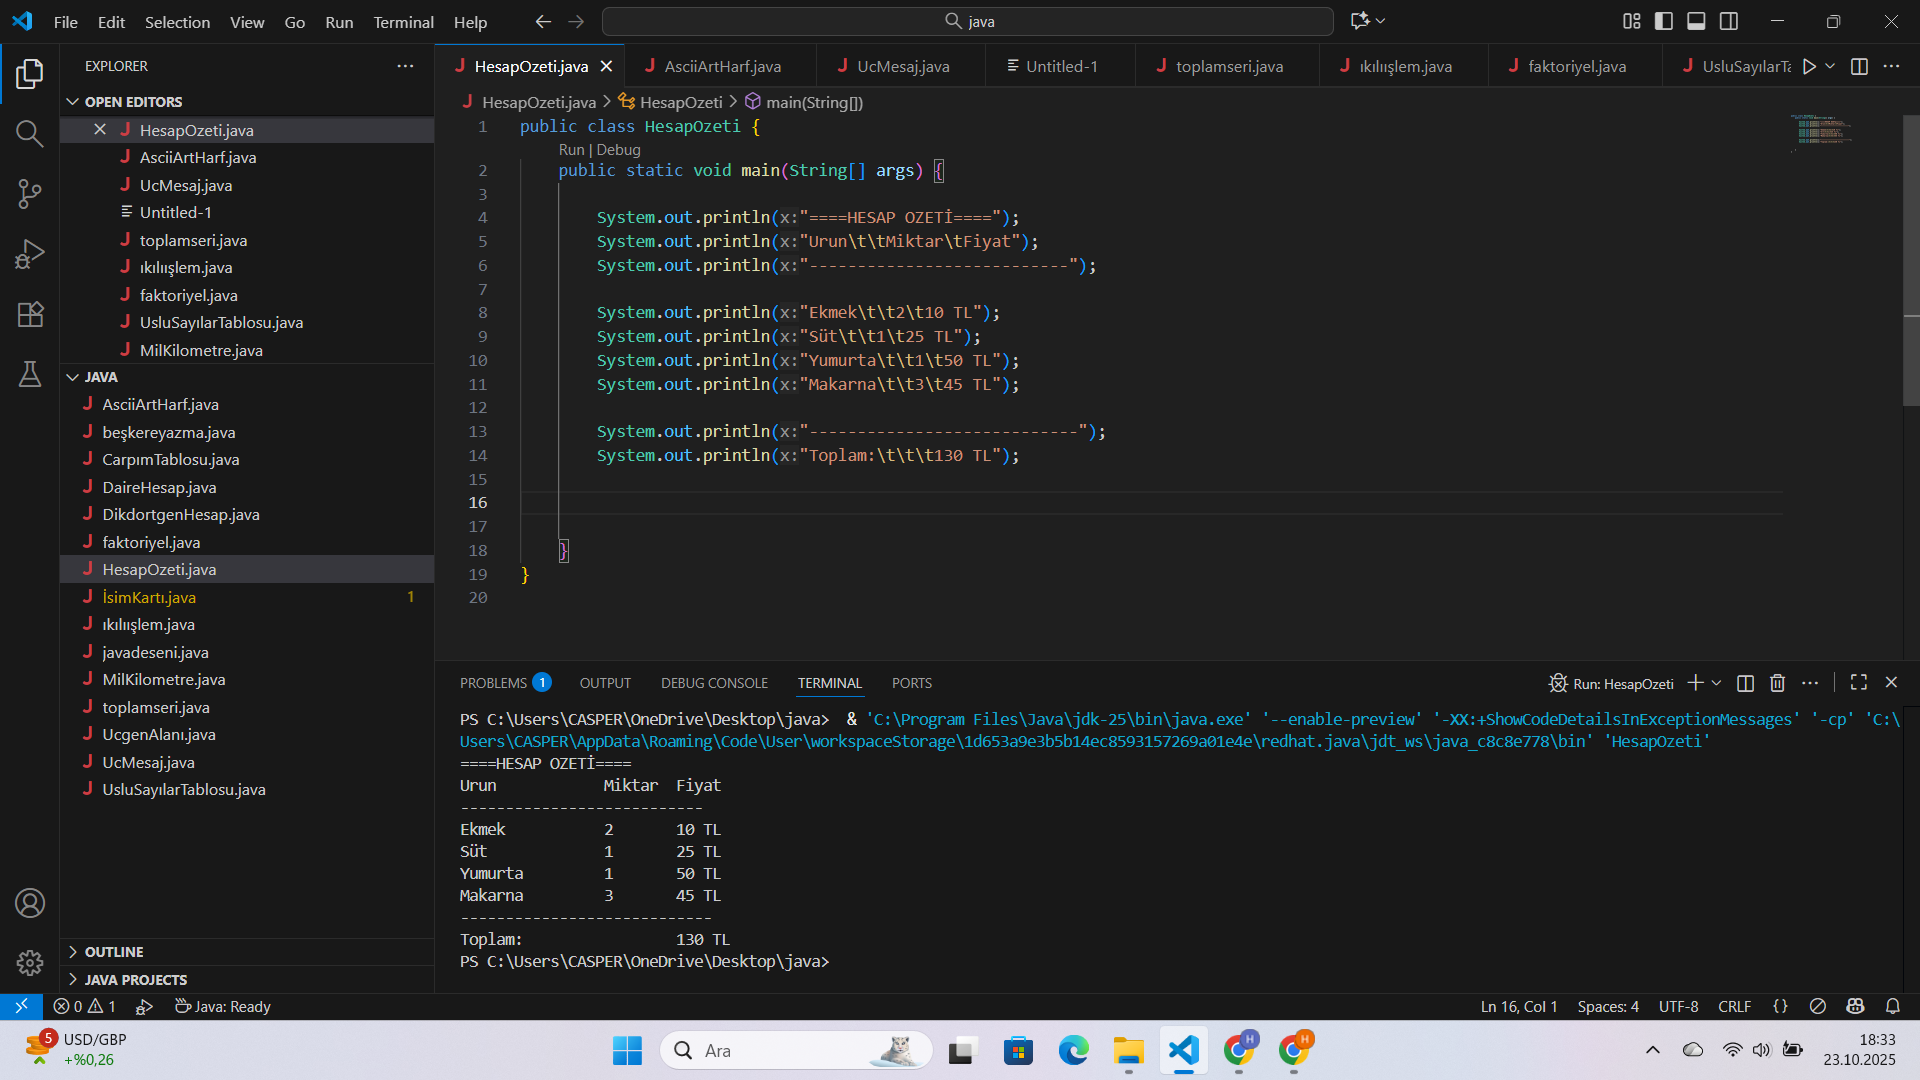 File Edit Selection View Go Run Terminal Help
java
EXPLORER
OPEN EDITORS
HesapOzeti.java
AsciiArtHarf.java
UcMesaj.java
Untitled-1
toplamseri.java
ıkılıışlem.java
faktoriyel.java
UsluSayılarTablosu.java
MilKilometre.java
JAVA
AsciiArtHarf.java
beşkereyazma.java
CarpımTablosu.java
DaireHesap.java
DikdortgenHesap.java
faktoriyel.java
HesapOzeti.java
İsimKartı.java 1
ıkılıışlem.java
javadeseni.java
MilKilometre.java
toplamseri.java
UcgenAlanı.java
UcMesaj.java
UsluSayılarTablosu.java
OUTLINE
JAVA PROJECTS
HesapOzeti.java AsciiArtHarf.java UcMesaj.java Untitled-1 toplamseri.java ıkılıışlem.java faktoriyel.java UsluSayılarTa
HesapOzeti.java > HesapOzeti > main(String[])
1 public class HesapOzeti {
Run | Debug
2 public static void main(String[] args) {
3
4 System.out.println(x:"====HESAP OZETİ====");
5 System.out.println(x:"Urun\t\tMiktar\tFiyat");
6 System.out.println(x:"---------------------------");
7
8 System.out.println(x:"Ekmek\t\t2\t10 TL");
9 System.out.println(x:"Süt\t\t1\t25 TL");
10 System.out.println(x:"Yumurta\t\t1\t50 TL");
11 System.out.println(x:"Makarna\t\t3\t45 TL");
12
13 System.out.println(x:"----------------------------");
14 System.out.println(x:"Toplam:\t\t\t130 TL");
15
16
17
18 }
19 }
20
PROBLEMS 1 OUTPUT DEBUG CONSOLE TERMINAL PORTS
Run: HesapOzeti
PS C:\Users\CASPER\OneDrive\Desktop\java> & 'C:\Program Files\Java\jdk-25\bin\java.exe' '--enable-preview' '-XX:+ShowCodeDetailsInExceptionMessages' '-cp' 'C:\
Users\CASPER\AppData\Roaming\Code\User\workspaceStorage\1d653a9e3b5b14ec8593157269a01e4e\redhat.java\jdt_ws\java_c8c8e778\bin' 'HesapOzeti'
====HESAP OZETİ====
Urun Miktar Fiyat
---------------------------
Ekmek 2 10 TL
Süt 1 25 TL
Yumurta 1 50 TL
Makarna 3 45 TL
----------------------------
Toplam: 130 TL
PS C:\Users\CASPER\OneDrive\Desktop\java>
0 1 Java: Ready
Ln 16, Col 1 Spaces: 4 UTF-8 CRLF {}
5
USD/GBP
+%0,26
Ara
H
H
18:33
23.10.2025